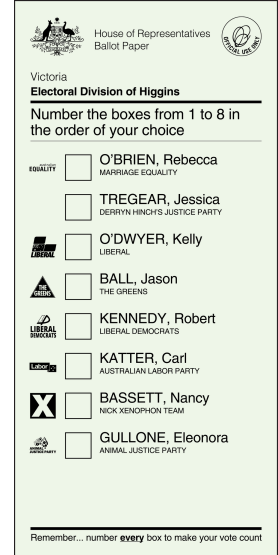 House of Representatives
Ballot Paper
OFFICIAL USE ONLY
Victoria
Electoral Division of Higgins
Number the boxes from 1 to 8 in
the order of your choice
australian
EQUALITY
O'BRIEN, Rebecca
MARRIAGE EQUALITY
TREGEAR, Jessica
DERRYN HINCH'S JUSTICE PARTY
LIBERAL
O'DWYER, Kelly
LIBERAL
THE
GREENS
BALL, Jason
THE GREENS
LIBERAL
DEMOCRATS
KENNEDY, Robert
LIBERAL DEMOCRATS
Labor
KATTER, Carl
AUSTRALIAN LABOR PARTY
X
BASSETT, Nancy
NICK XENOPHON TEAM
ANIMAL
JUSTICE PARTY
GULLONE, Eleonora
ANIMAL JUSTICE PARTY
Remember... number every box to make your vote count